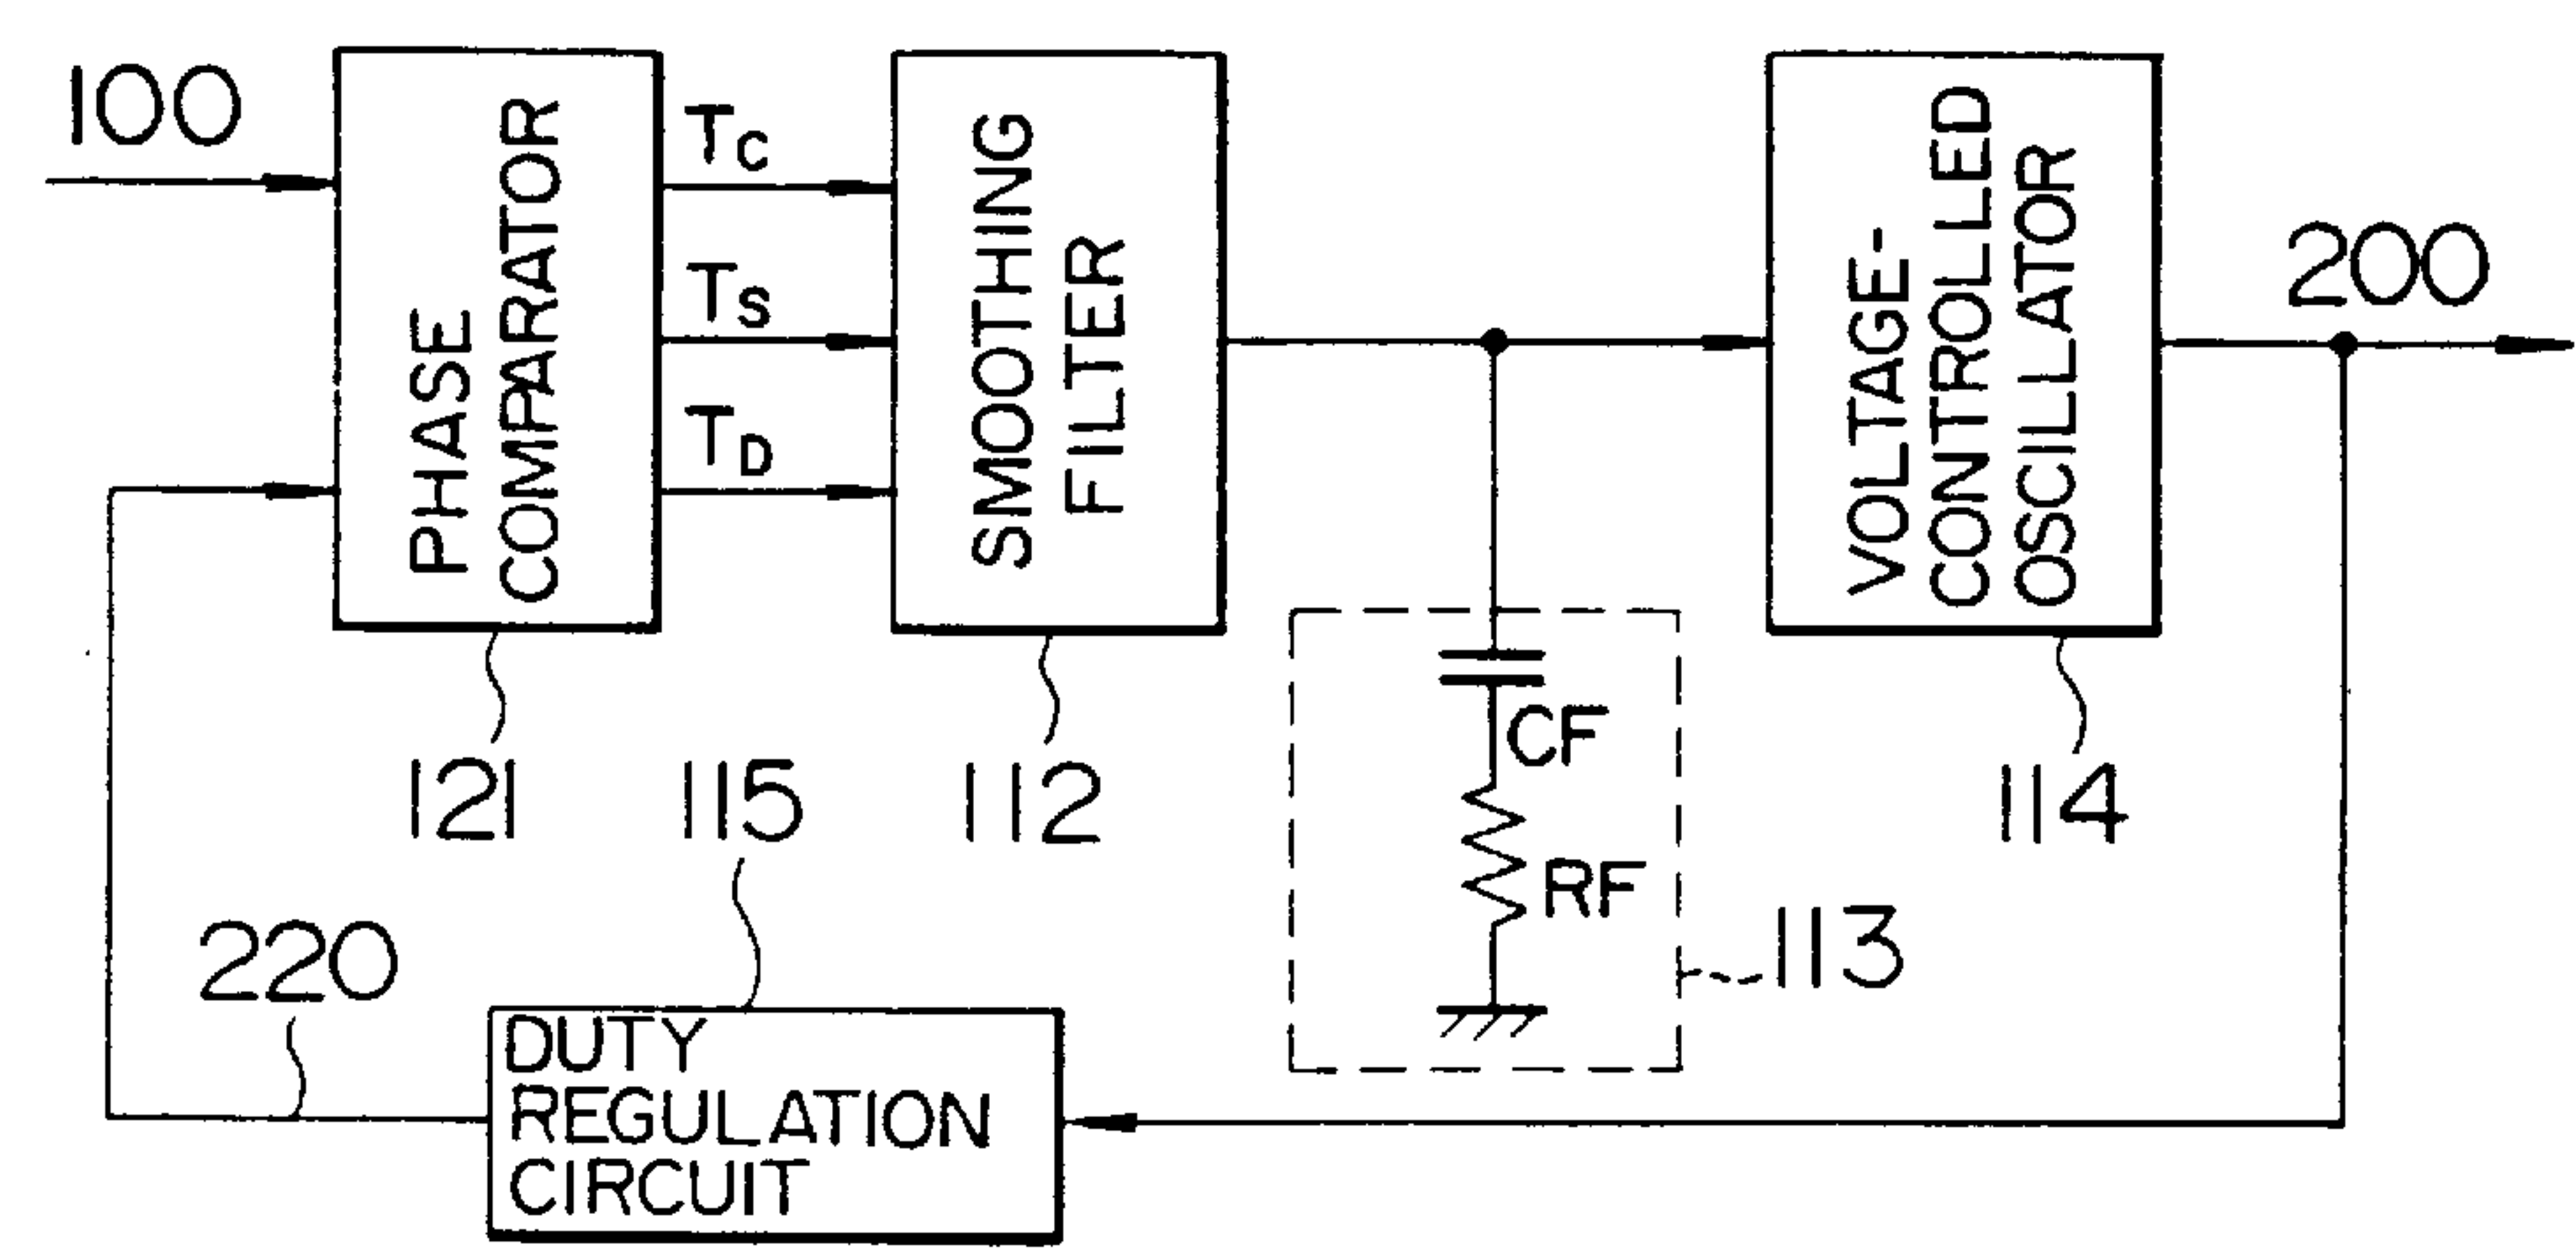 100
PHASE
COMPARATOR
TC
TS
TD
SMOOTHING
FILTER
VOLTAGE-
CONTROLLED
OSCILLATOR
200
121
115
112
CF
RF
114
113
220
DUTY
REGULATION
CIRCUIT